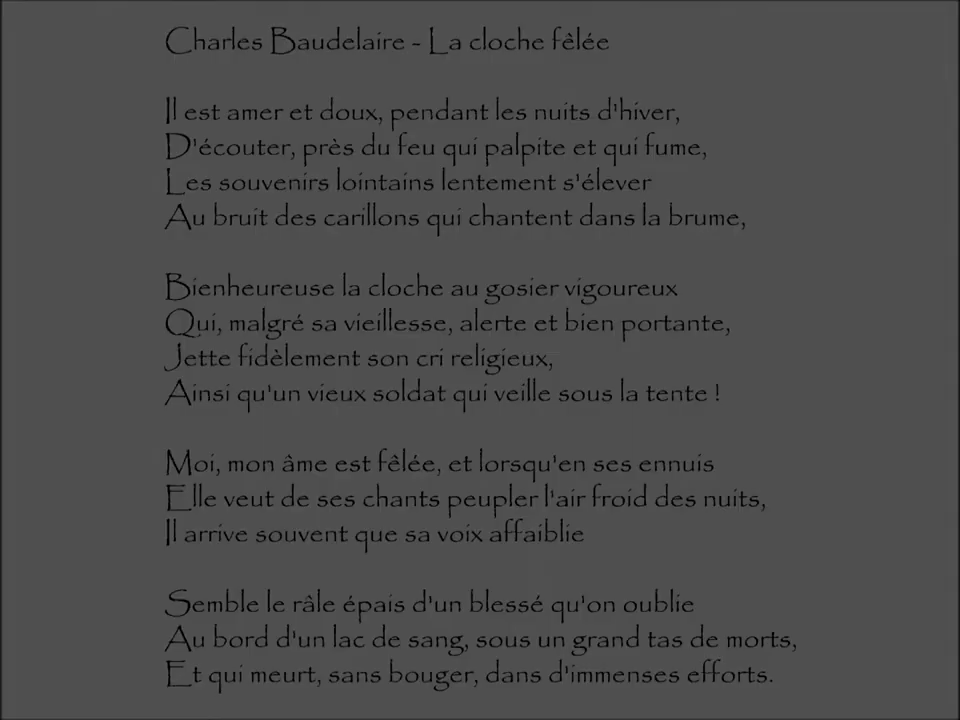 Charles Baudelaire - La cloche fêlée
Il est amer et doux, pendant les nuits d'hiver,
D'écouter, près du feu qui palpite et qui fume,
Les souvenirs lointains lentement s'élever
Au bruit des carillons qui chantent dans la brume,
Bienheureuse la cloche au gosier vigoureux
Qui, malgré sa vieillesse, alerte et bien portante,
Jette fidèlement son cri religieux,
Ainsi qu'un vieux soldat qui veille sous la tente !
Moi, mon âme est fêlée, et lorsqu'en ses ennuis
Elle veut de ses chants peupler l'air froid des nuits,
Il arrive souvent que sa voix affaiblie
Semble le râle épais d'un blessé qu'on oublie
Au bord d'un lac de sang, sous un grand tas de morts,
Et qui meurt, sans bouger, dans d'immenses efforts.